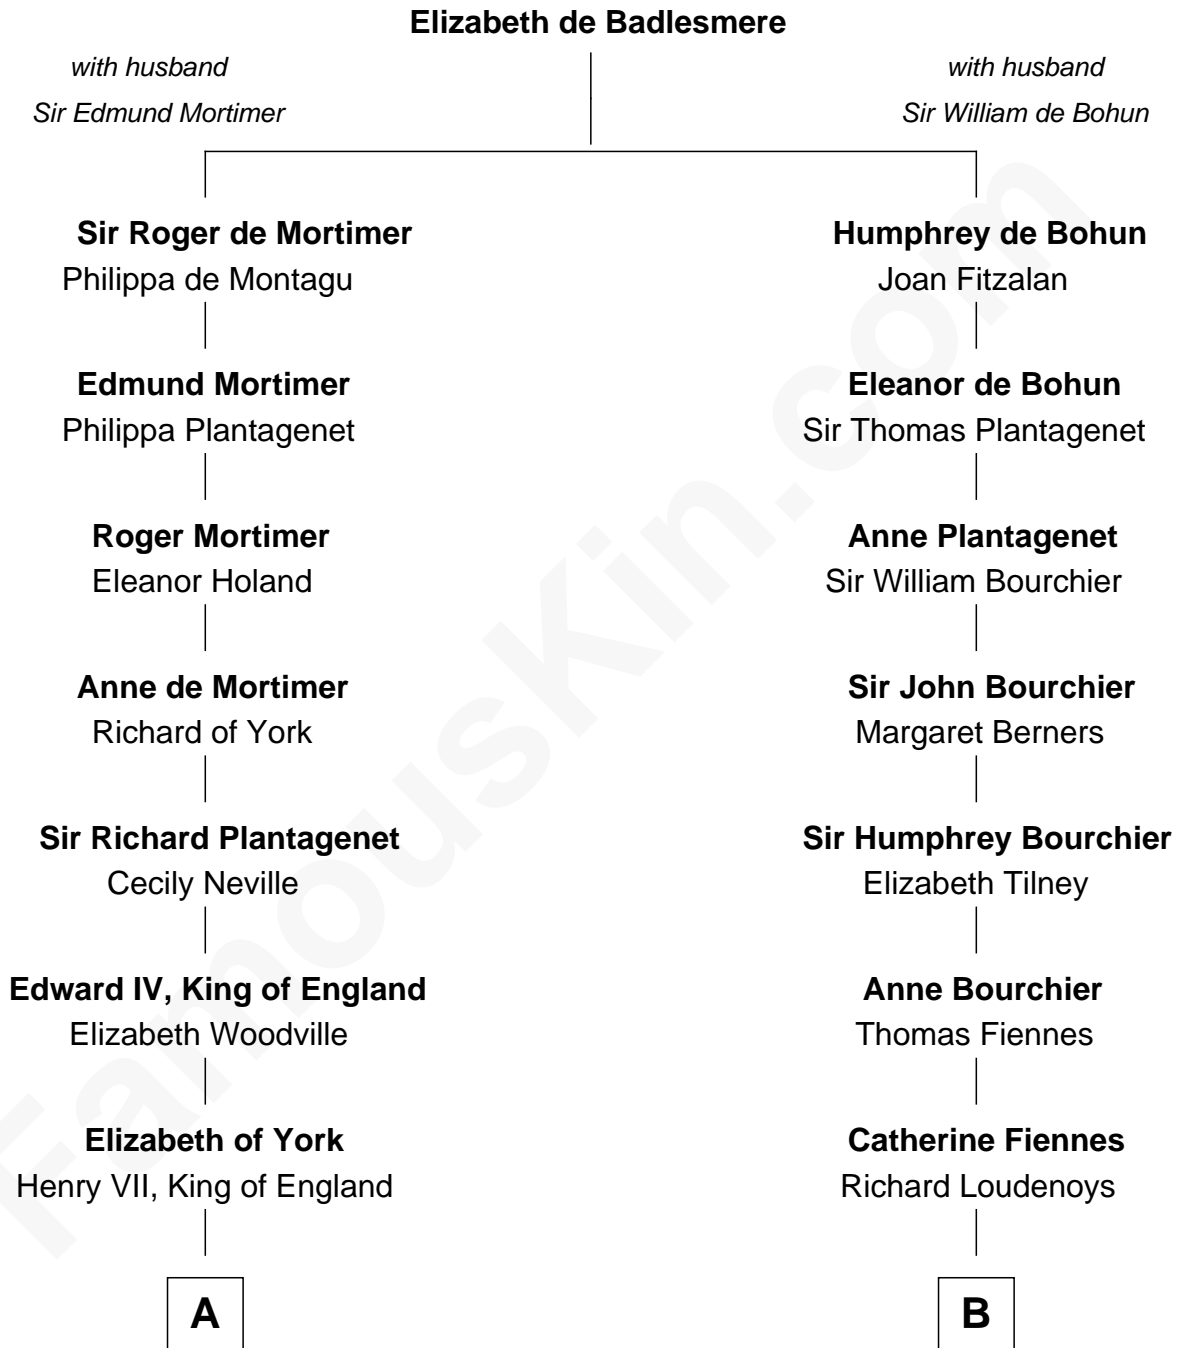 Elizabeth de Badlesmere
with husband
Sir Edmund Mortimer
with husband
Sir William de Bohun
Sir Roger de Mortimer
Philippa de Montagu
Humphrey de Bohun
Joan Fitzalan
Edmund Mortimer
Philippa Plantagenet
Eleanor de Bohun
Sir Thomas Plantagenet
Roger Mortimer
Eleanor Holand
Anne Plantagenet
Sir William Bourchier
Anne de Mortimer
Richard of York
Sir John Bourchier
Margaret Berners
Sir Richard Plantagenet
Cecily Neville
Sir Humphrey Bourchier
Elizabeth Tilney
Edward IV, King of England
Elizabeth Woodville
Anne Bourchier
Thomas Fiennes
Elizabeth of York
Henry VII, King of England
Catherine Fiennes
Richard Loudenoys
A
B
FamousKin.com